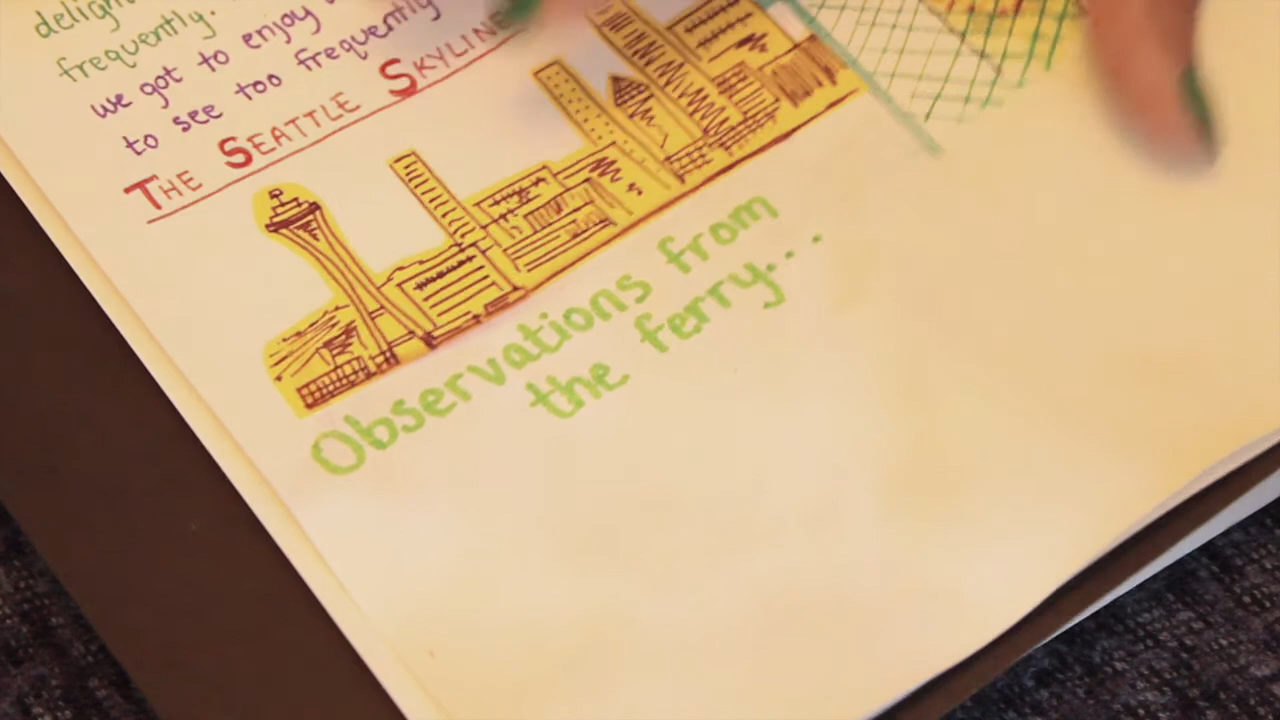 frequently.
we got to enjoy
to see too frequently
THE SEATTLE SKYLINE
Observations from
the ferry...